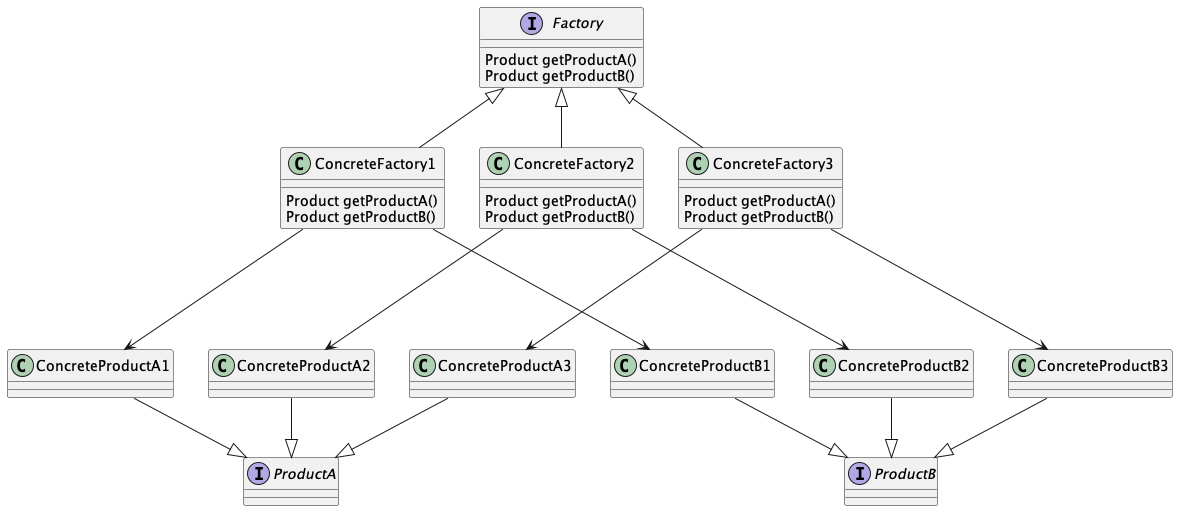 I Factory
Product getProductA()
Product getProductB()
C ConcreteFactory1
Product getProductA()
Product getProductB()
C ConcreteFactory2
Product getProductA()
Product getProductB()
C ConcreteFactory3
Product getProductA()
Product getProductB()
C ConcreteProductA1
C ConcreteProductA2
C ConcreteProductA3
C ConcreteProductB1
C ConcreteProductB2
C ConcreteProductB3
I ProductA
I ProductB